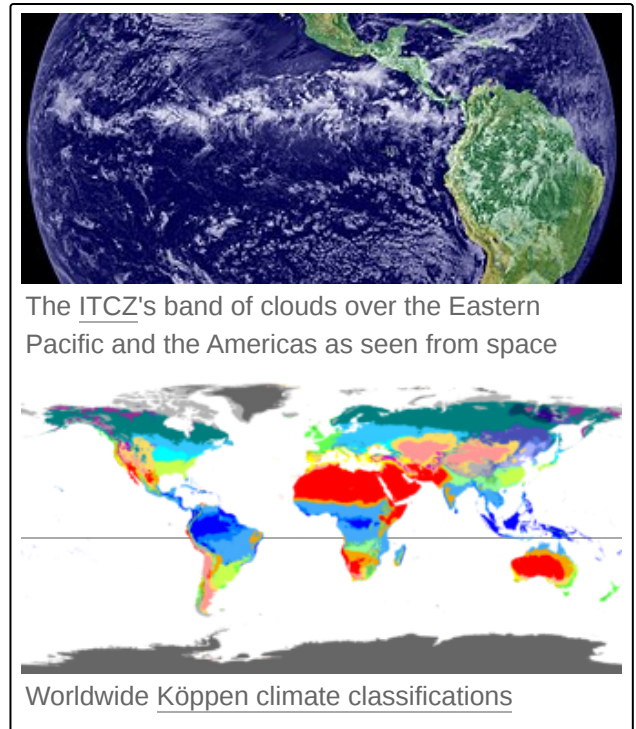 The ITCZ's band of clouds over the Eastern
Pacific and the Americas as seen from space
Worldwide Köppen climate classifications